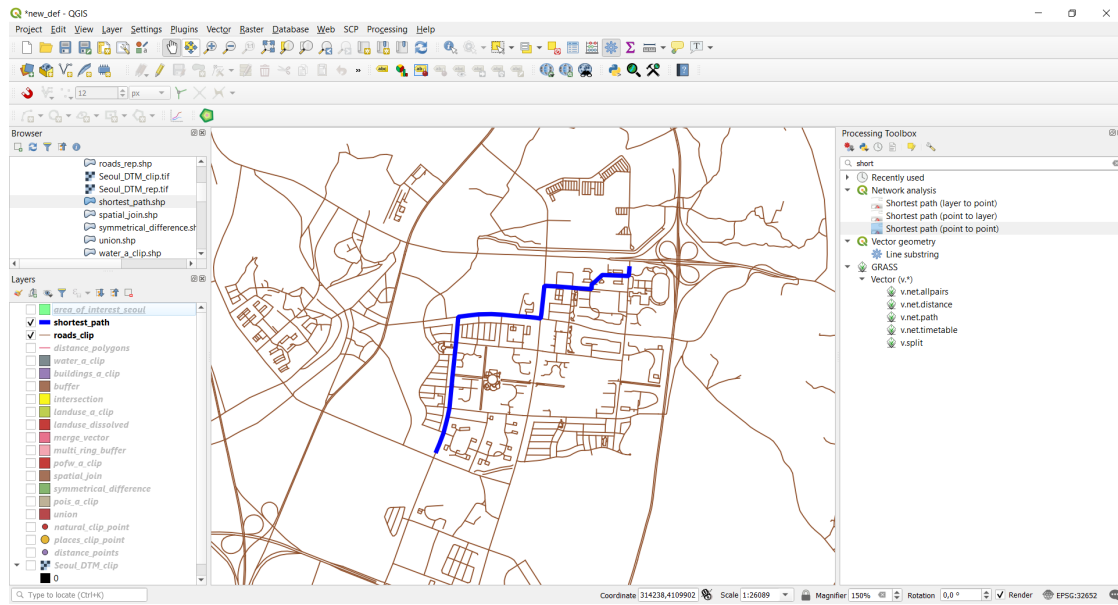 *new_def - QGIS
Project Edit View Layer Settings Plugins Vector Raster Database Web SCP Processing Help
12 px
Browser
roads_rep.shp
Seoul_DTM_clip.tif
Seoul_DTM_rep.tif
shortest_path.shp
spatial_join.shp
symmetrical_difference.sh
union.shp
water_a_clip.shp
Layers
area_of_interest_seoul
shortest_path
roads_clip
distance_polygons
water_a_clip
buildings_a_clip
buffer
intersection
landuse_a_clip
landuse_dissolved
merge_vector
multi_ring_buffer
pofw_a_clip
spatial_join
symmetrical_difference
pois_a_clip
union
natural_clip_point
places_clip_point
distance_points
Seoul_DTM_clip
0
Processing Toolbox
short
Recently used
Network analysis
Shortest path (layer to point)
Shortest path (point to layer)
Shortest path (point to point)
Vector geometry
Line substring
GRASS
Vector (v.*)
v.net.allpairs
v.net.distance
v.net.path
v.net.timetable
v.split
Type to locate (Ctrl+K) Coordinate 314238,4109902 Scale 1:26089 Magnifier 150% Rotation 0,0 ° Render EPSG:32652